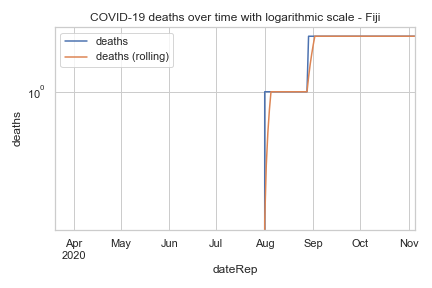 COVID-19 deaths over time with logarithmic scale - Fiji
deaths
deaths (rolling)
10⁰
deaths
Apr May Jun Jul Aug Sep Oct Nov
2020
dateRep